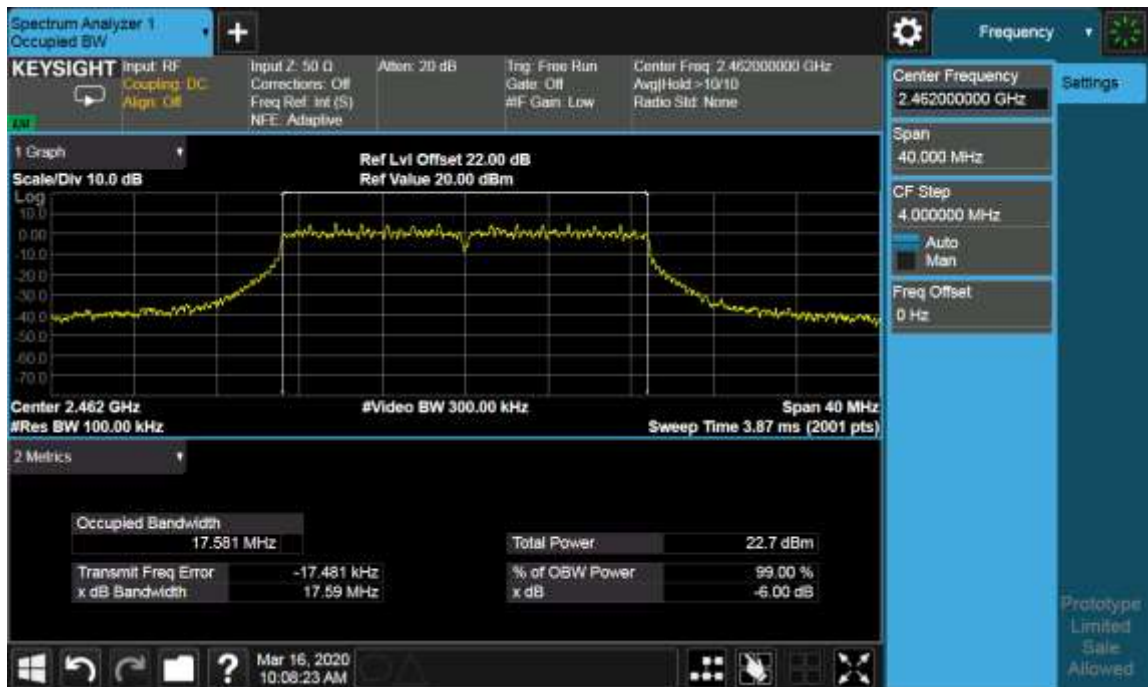 Spectrum Analyzer 1
Occupied BW
+
Frequency
KEYSIGHT
Input: RF
Coupling: DC
Align: Off
Input Z: 50 Ω
Corrections: Off
Freq Ref: Int (S)
NFE: Adaptive
Atten: 20 dB
Trig: Free Run
Gate: Off
#IF Gain: Low
Center Freq: 2.462000000 GHz
Avg|Hold:>10/10
Radio Std: None
Center Frequency
2.462000000 GHz
Settings
Span
40.000 MHz
CF Step
4.000000 MHz
Auto
Man
Freq Offset
0 Hz
1 Graph
Scale/Div 10.0 dB
Ref Lvl Offset 22.00 dB
Ref Value 20.00 dBm
Log
10.0
0.00
-10.0
-20.0
-30.0
-40.0
-50.0
-60.0
-70.0
Center 2.462 GHz
#Res BW 100.00 kHz
#Video BW 300.00 kHz
Span 40 MHz
Sweep Time 3.87 ms (2001 pts)
2 Metrics
Occupied Bandwidth
17.581 MHz
Total Power 22.7 dBm
Transmit Freq Error -17.481 kHz
% of OBW Power 99.00 %
x dB Bandwidth 17.59 MHz
x dB -6.00 dB
Prototype
Limited
Sale
Allowed
?
Mar 16, 2020
10:08:23 AM